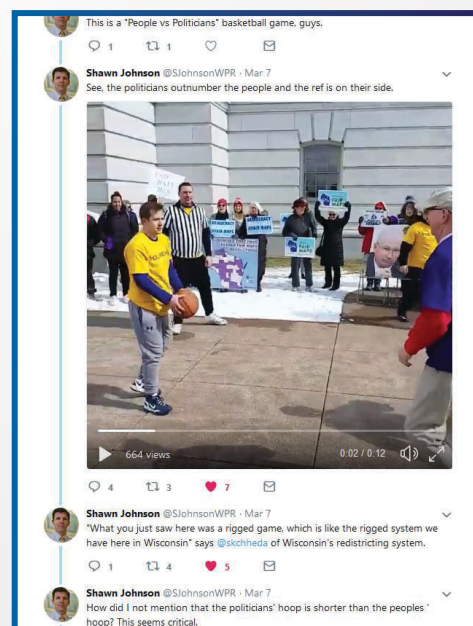 This is a "People vs Politicians" basketball game, guys.
1 1
Shawn Johnson @SJohnsonWPR · Mar 7
See, the politicians outnumber the people and the ref is on their side.
FAIR MAPS
DEMOCRACY
FAIR MAPS
664 views
0:02 / 0:12
4 3 7
Shawn Johnson @SJohnsonWPR · Mar 7
"What you just saw here was a rigged game, which is like the rigged system we
have here in Wisconsin" says @skchheda of Wisconsin's redistricting system.
1 4 5
Shawn Johnson @SJohnsonWPR · Mar 7
How did I not mention that the politicians' hoop is shorter than the peoples '
hoop? This seems critical.